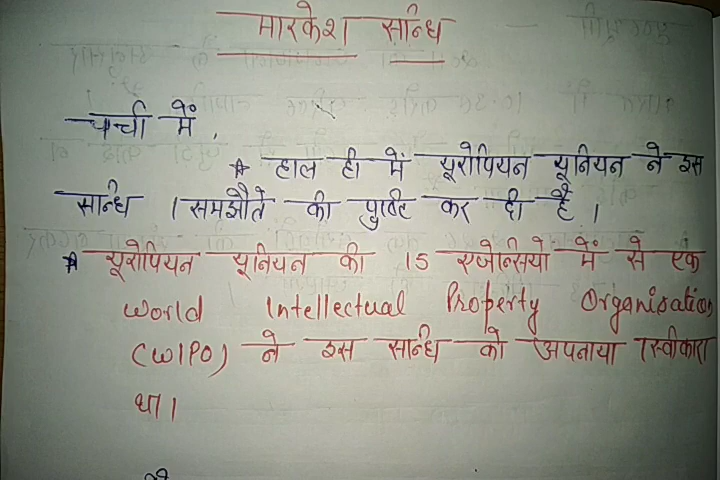 मारकेश सन्धि
चर्चा में,
* हाल ही में यूरोपियन यूनियन ने इस
सन्धि / समझौते की पुष्टि कर दी है ।
* यूरोपियन यूनियन की 15 एजेन्सियो में से एक
World Intellectual Property Organisation
(WIPO) ने इस सन्धि को अपनाया / स्वीकारा
था ।